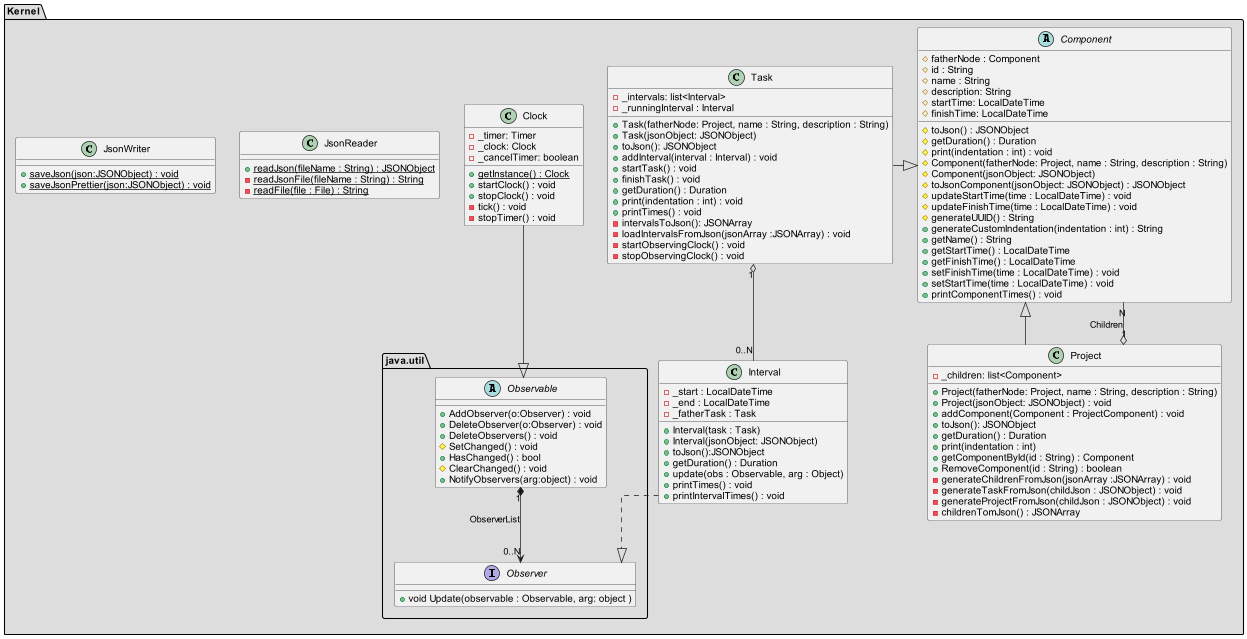 Kernel
JsonWriter
saveJson(json:JSONObject) : void
saveJsonPrettier(json:JSONObject) : void
JsonReader
readJson(fileName : String) : JSONObject
readJsonFile(fileName : String) : String
readFile(file : File) : String
Clock
_timer: Timer
_clock: Clock
_cancelTimer: boolean
getInstance() : Clock
startClock() : void
stopClock() : void
tick() : void
stopTimer() : void
Task
_intervals: list<Interval>
_runningInterval : Interval
Task(fatherNode: Project, name : String, description : String)
Task(jsonObject: JSONObject)
toJson(): JSONObject
addInterval(interval : Interval) : void
startTask() : void
finishTask() : void
getDuration() : Duration
print(indentation : int) : void
printTimes() : void
intervalsToJson(): JSONArray
loadIntervalsFromJson(jsonArray :JSONArray) : void
startObservingClock() : void
stopObservingClock() : void
Component
fatherNode : Component
id : String
name : String
description: String
startTime: LocalDateTime
finishTime: LocalDateTime
toJson() : JSONObject
getDuration() : Duration
print(indentation : int) : void
Component(fatherNode: Project, name : String, description : String)
Component(jsonObject: JSONObject)
toJsonComponent(jsonObject: JSONObject) : JSONObject
updateStartTime(time : LocalDateTime) : void
updateFinishTime(time : LocalDateTime) : void
generateUUID() : String
generateCustomIndentation(indentation : int) : String
getName() : String
getStartTime() : LocalDateTime
getFinishTime() : LocalDateTime
setFinishTime(time : LocalDateTime) : void
setStartTime(time : LocalDateTime) : void
printComponentTimes() : void
1
0..N
N
Children
1
java.util
Observable
AddObserver(o:Observer) : void
DeleteObserver(o:Observer) : void
DeleteObservers() : void
SetChanged() : void
HasChanged() : bool
ClearChanged() : void
NotifyObservers(arg:object) : void
1
ObserverList
0..N
Observer
void Update(observable : Observable, arg: object )
Interval
_start : LocalDateTime
_end : LocalDateTime
_fatherTask : Task
Interval(task : Task)
Interval(jsonObject: JSONObject)
toJson():JSONObject
getDuration() : Duration
update(obs : Observable, arg : Object)
printTimes() : void
printIntervalTimes() : void
Project
_children: list<Component>
Project(fatherNode: Project, name : String, description : String)
Project(jsonObject: JSONObject) : void
addComponent(Component : ProjectComponent) : void
toJson(): JSONObject
getDuration() : Duration
print(indentation : int)
getComponentById(id : String) : Component
RemoveComponent(id : String) : boolean
generateChildrenFromJson(jsonArray :JSONArray) : void
generateTaskFromJson(childJson : JSONObject) : void
generateProjectFromJson(childJson : JSONObject) : void
childrenTomJson() : JSONArray